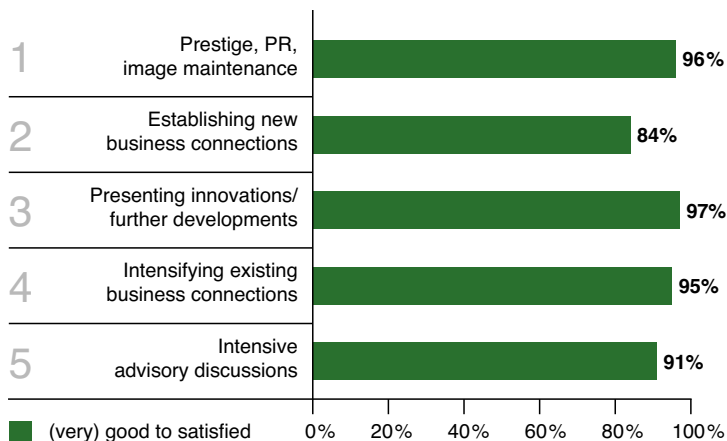 1
Prestige, PR,
image maintenance
96%
2
Establishing new
business connections
84%
3
Presenting innovations/
further developments
97%
4
Intensifying existing
business connections
95%
5
Intensive
advisory discussions
91%
(very) good to satisfied
0% 20% 40% 60% 80% 100%